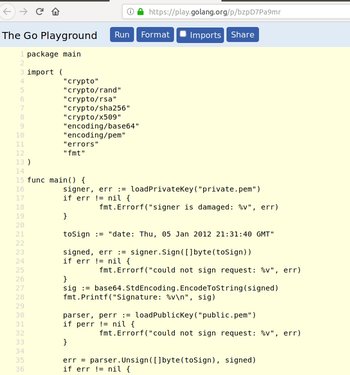 https://play.golang.org/p/bzpD7Pa9mr
The Go Playground Run Format Imports Share
1 package main
2
3 import (
4 "crypto"
5 "crypto/rand"
6 "crypto/rsa"
7 "crypto/sha256"
8 "crypto/x509"
9 "encoding/base64"
10 "encoding/pem"
11 "errors"
12 "fmt"
13 )
14
15 func main() {
16 signer, err := loadPrivateKey("private.pem")
17 if err != nil {
18 fmt.Errorf("signer is damaged: %v", err)
19 }
20
21 toSign := "date: Thu, 05 Jan 2012 21:31:40 GMT"
22
23 signed, err := signer.Sign([]byte(toSign))
24 if err != nil {
25 fmt.Errorf("could not sign request: %v", err)
26 }
27 sig := base64.StdEncoding.EncodeToString(signed)
28 fmt.Printf("Signature: %v\n", sig)
29
30 parser, perr := loadPublicKey("public.pem")
31 if perr != nil {
32 fmt.Errorf("could not sign request: %v", err)
33 }
34
35 err = parser.Unsign([]byte(toSign), signed)
36 if err != nil {